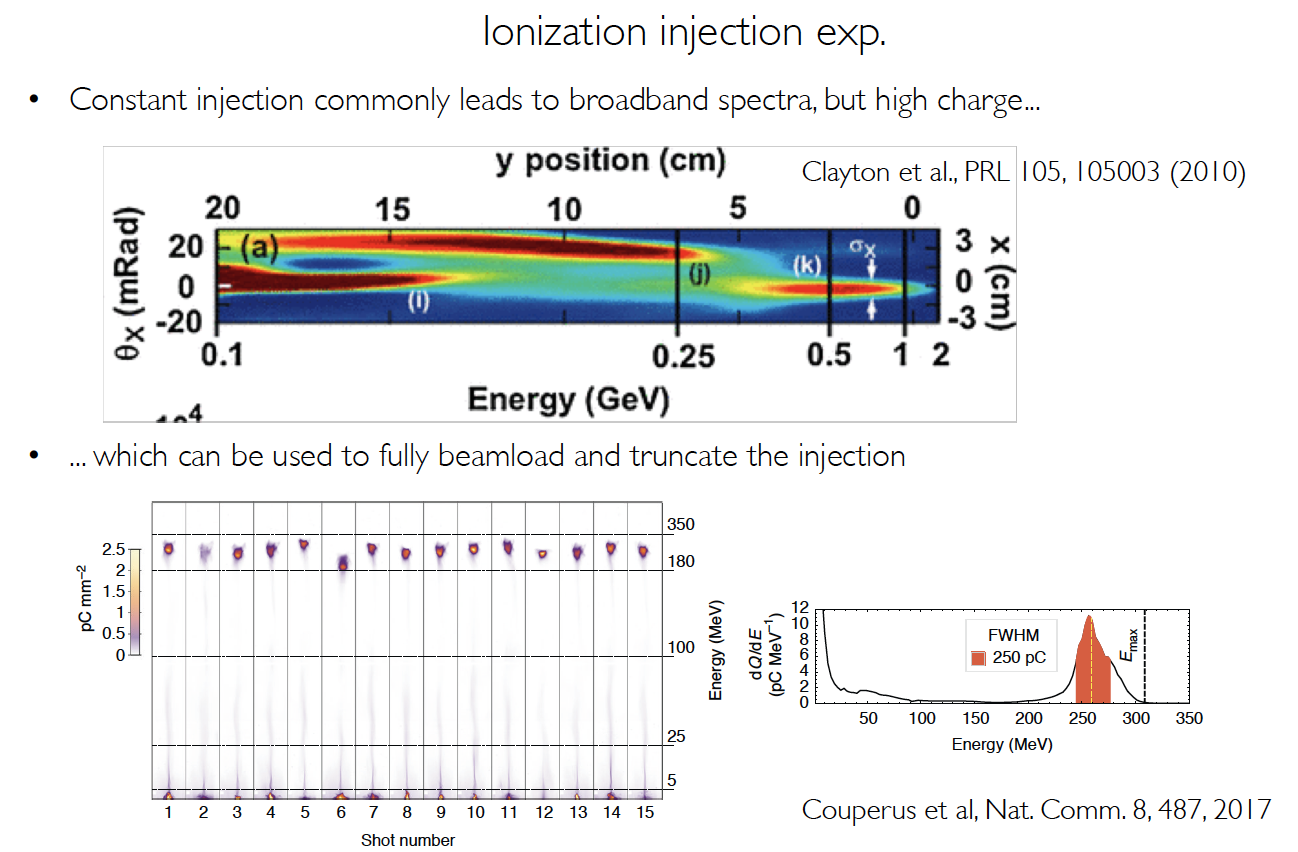 Ionization injection exp.
• Constant injection commonly leads to broadband spectra, but high charge...
y position (cm)
Clayton et al., PRL 105, 105003 (2010)
20 15 10 5 0
θx (mRad)
20
0
-20
(a)
(i)
(j)
(k)
σx
3
0
-3
x (cm)
0.1 0.25 0.5 1 2
Energy (GeV)
• ... which can be used to fully beamload and truncate the injection
pC mm⁻²
2.5
2
1.5
1
0.5
0
350
180
100
25
5
Energy (MeV)
1 2 3 4 5 6 7 8 9 10 11 12 13 14 15
Shot number
dQ/dE
(pC MeV⁻¹)
12
10
8
6
4
2
0
FWHM
250 pC
Emax
50 100 150 200 250 300 350
Energy (MeV)
Couperus et al, Nat. Comm. 8, 487, 2017